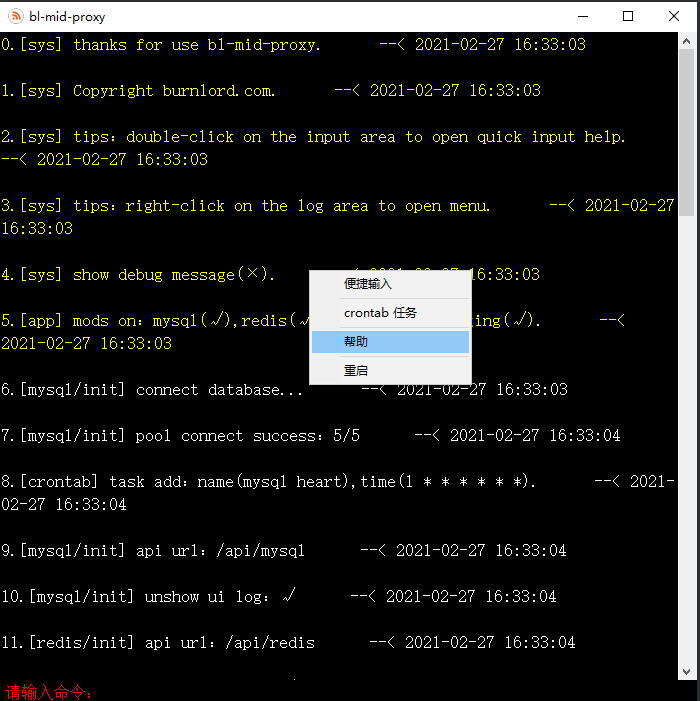 bl-mid-proxy
0.[sys] thanks for use bl-mid-proxy. --< 2021-02-27 16:33:03
1.[sys] Copyright burnlord.com. --< 2021-02-27 16:33:03
2.[sys] tips：double-click on the input area to open quick input help.
--< 2021-02-27 16:33:03
3.[sys] tips：right-click on the log area to open menu. --< 2021-02-27
16:33:03
4.[sys] show debug message(×). 16:33:03
便捷输入
5.[app] mods on：mysql(√),redis( ing(√). --<
crontab 任务
2021-02-27 16:33:03
帮助
重启
6.[mysql/init] connect database... --< 2021-02-27 16:33:03
7.[mysql/init] pool connect success：5/5 --< 2021-02-27 16:33:04
8.[crontab] task add：name(mysql heart),time(1 * * * * *). --< 2021-
02-27 16:33:04
9.[mysql/init] api url：/api/mysql --< 2021-02-27 16:33:04
10.[mysql/init] unshow ui log：√ --< 2021-02-27 16:33:04
11.[redis/init] api url：/api/redis --< 2021-02-27 16:33:04
请输入命令：